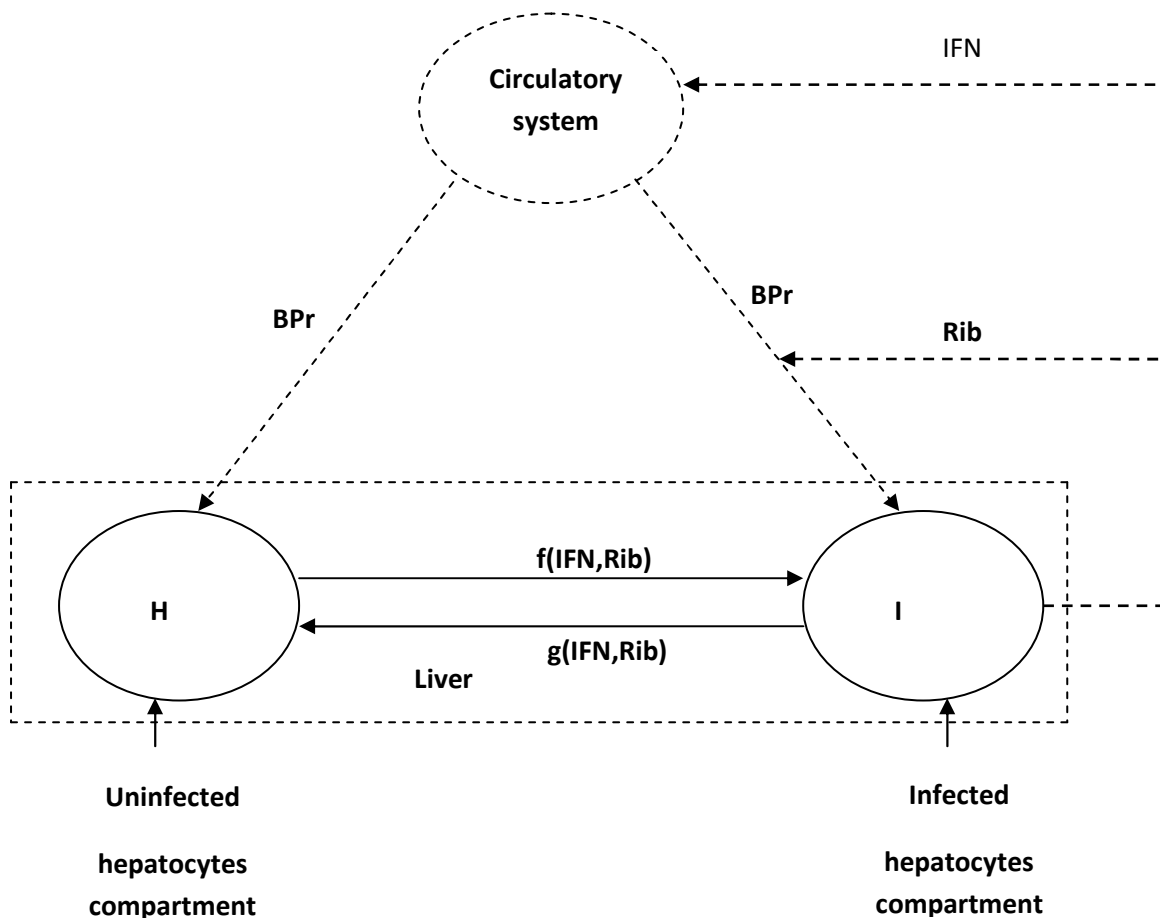 IFN
Circulatory
system
BPr
BPr
Rib
f(IFN,Rib)
H
I
g(IFN,Rib)
Liver
Uninfected
hepatocytes
compartment
Infected
hepatocytes
compartment